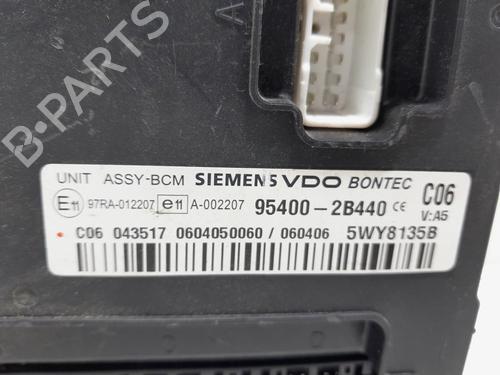 B-PARTS
A
UNIT ASSY-BCM SIEMENS VDO BONTEC C06
E11 97RA-012207 e11 A-002207 95400-2B440 CE V:A5
C06 043517 0604050060 / 060406 5WY8135B